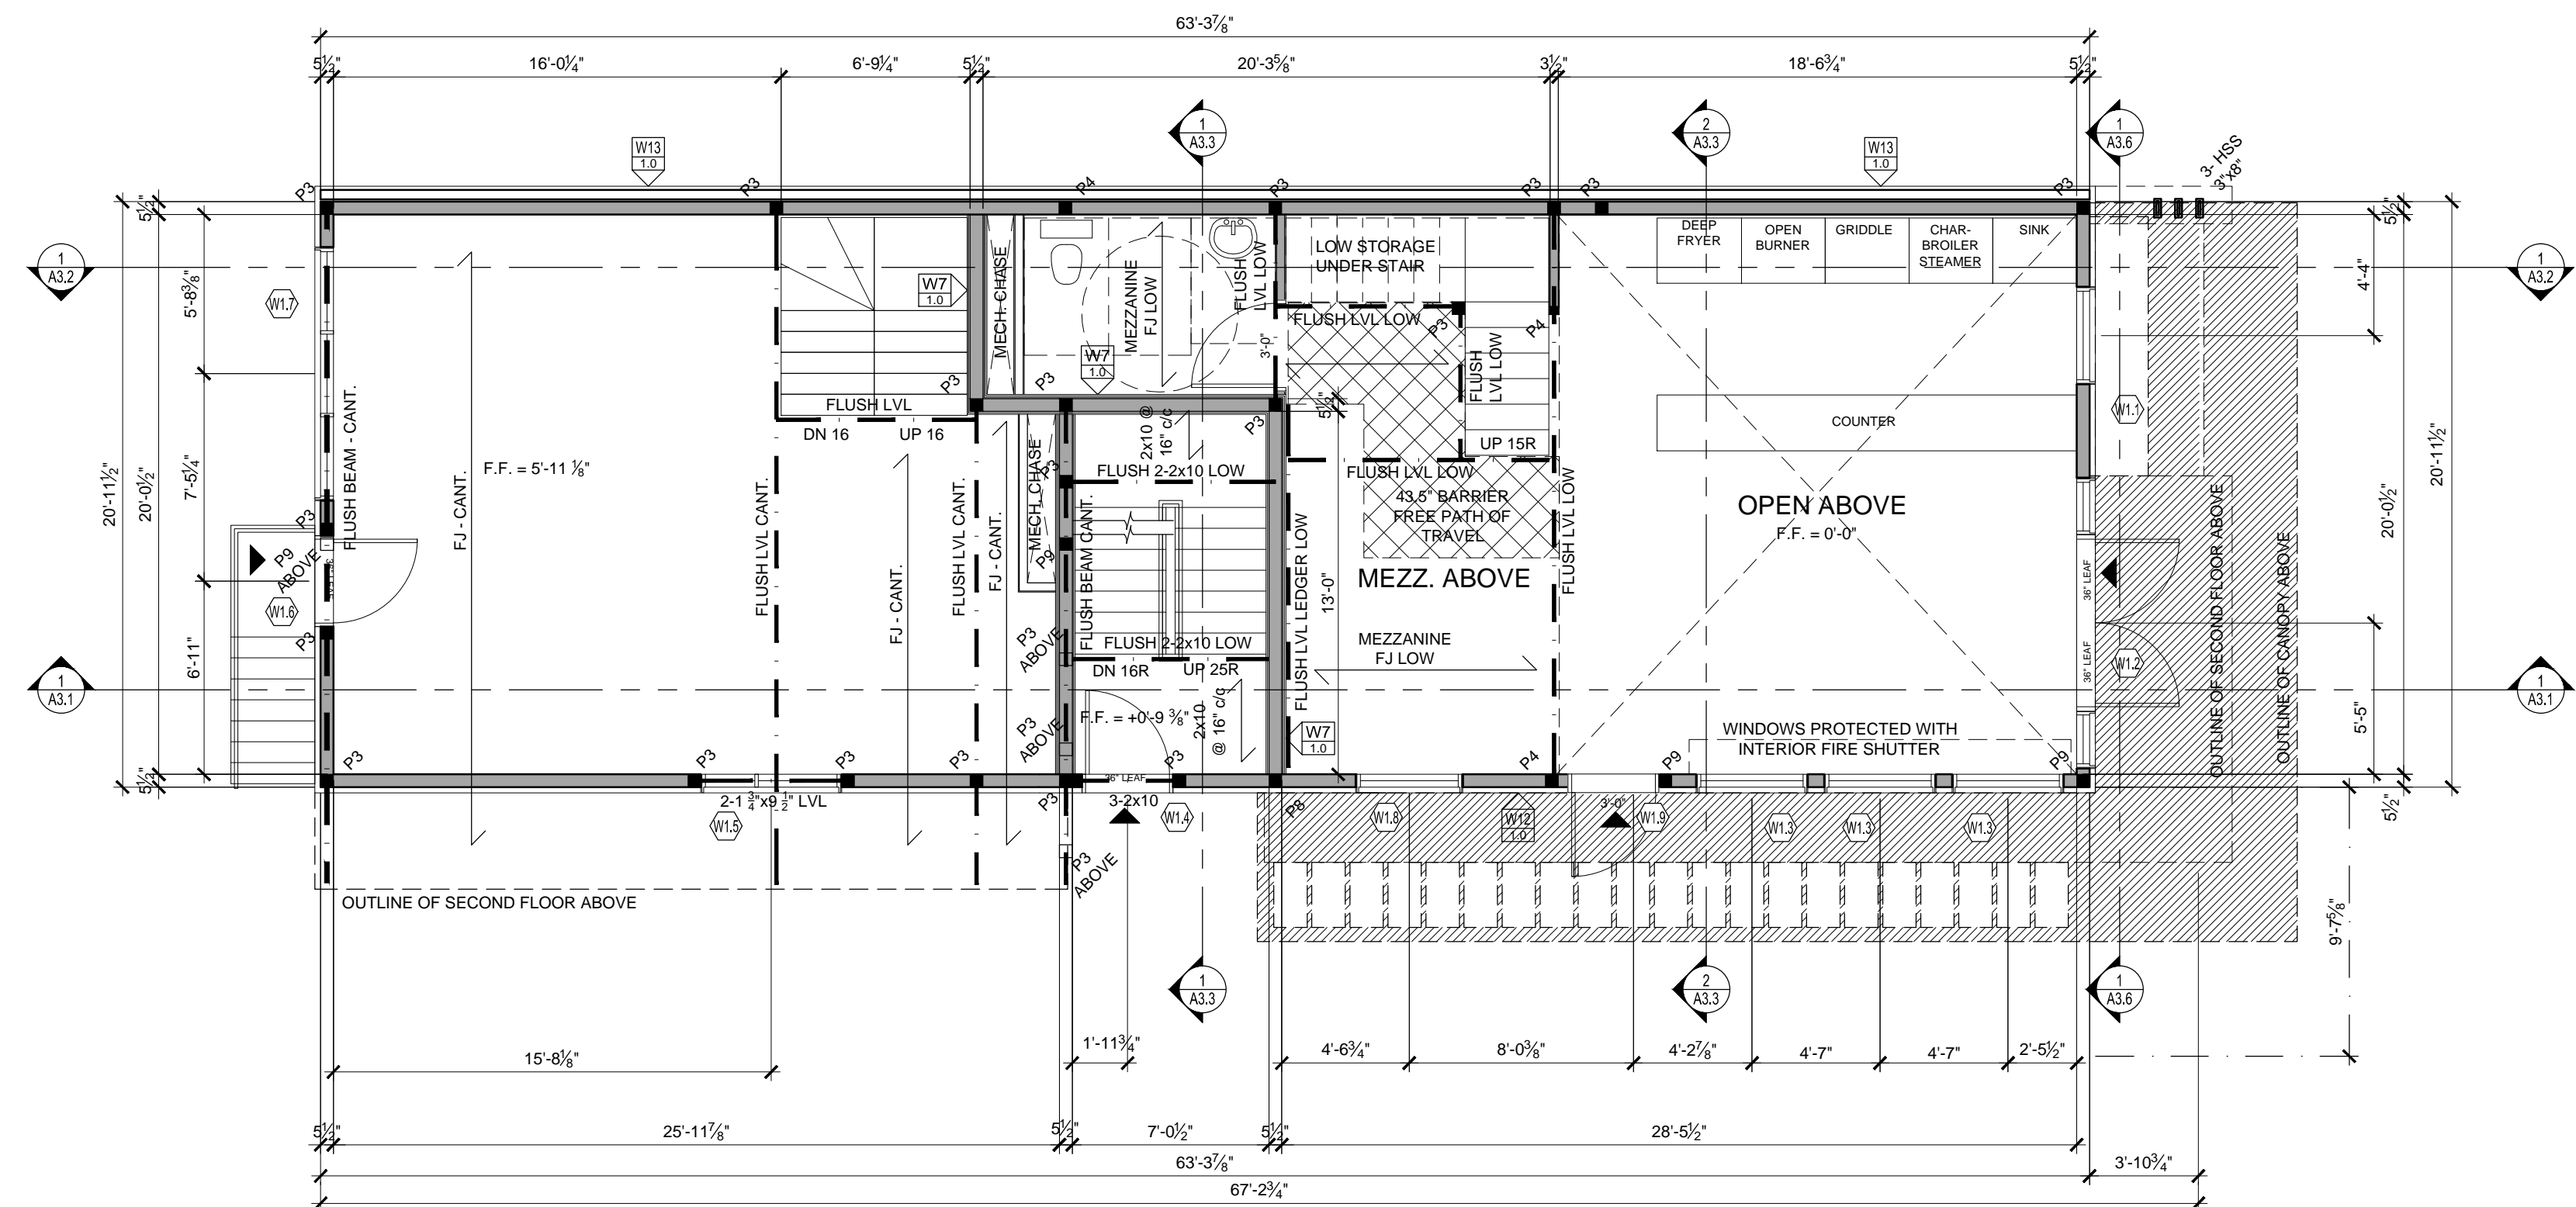 63'-3⅞"
5½"
16'-0¼"
6'-9¼"
5½"
20'-3⅝"
3½"
18'-6¾"
5½"
1
A3.3
2
A3.3
1
A3.6
W13
1.0
W13
1.0
3- HSS
3"x8"
P3
P3
P4
P3
P3
P3
P3
20'-11½"
5½"
20'-0½"
5½"
5'-8⅜"
7'-5¼"
6'-11"
1
A3.2
1
A3.1
W1.7
W1.6
P3
P9
ABOVE
P3
FLUSH BEAM - CANT.
FJ - CANT.
F.F. = 5'-11 ⅛"
W7
1.0
MECH. CHASE
P3
FLUSH LVL
DN 16
UP 16
FLUSH LVL CANT.
FJ - CANT.
FLUSH LVL CANT.
FJ - CANT.
MECH. CHASE
MEZZANINE
FJ LOW
FLUSH
LVL LOW
W7
1.0
P3
3'-0"
LOW STORAGE
UNDER STAIR
FLUSH LVL LOW
P3
P4
FLUSH
LVL LOW
UP 15R
FLUSH LVL LOW
43.5" BARRIER
FREE PATH OF
TRAVEL
5½"
2x10 @
16" c/c
P3
FLUSH 2-2x10 LOW
P3
P9
FLUSH BEAM CANT.
FLUSH 2-2x10 LOW
DN 16R
UP 25R
P3
ABOVE
P3
ABOVE
F.F. = +0'-9 ⅜"
2x10
@ 16" c/c
FLUSH LVL LEDGER LOW
13'-0"
MEZZ. ABOVE
MEZZANINE
FJ LOW
W7
1.0
FLUSH LVL LOW
DEEP
FRYER
OPEN
BURNER
GRIDDLE
CHAR-
BROILER
STEAMER
SINK
COUNTER
OPEN ABOVE
F.F. = 0'-0"
WINDOWS PROTECTED WITH
INTERIOR FIRE SHUTTER
36" LEAF
36" LEAF
W1.1
W1.2
OUTLINE OF SECOND FLOOR ABOVE
OUTLINE OF CANOPY ABOVE
5½"
4'-4"
20'-0½"
20'-11½"
5'-5"
5½"
9'-7⅝"
1
A3.2
1
A3.1
P3
P3
P3
P3
P3
P4
P9
P9
36" LEAF
2-1 ¾"x9 ½" LVL
W1.5
P3
3-2x10
W1.4
P8
W1.8
W12
1.0
3'-0"
W1.9
W1.3
W1.3
W1.3
P3
ABOVE
OUTLINE OF SECOND FLOOR ABOVE
1
A3.3
2
A3.3
1
A3.6
15'-8⅛"
1'-11¾"
4'-6¾"
8'-0⅜"
4'-2⅞"
4'-7"
4'-7"
2'-5½"
5½"
25'-11⅞"
5½"
7'-0½"
5½"
28'-5½"
63'-3⅞"
3'-10¾"
67'-2¾"